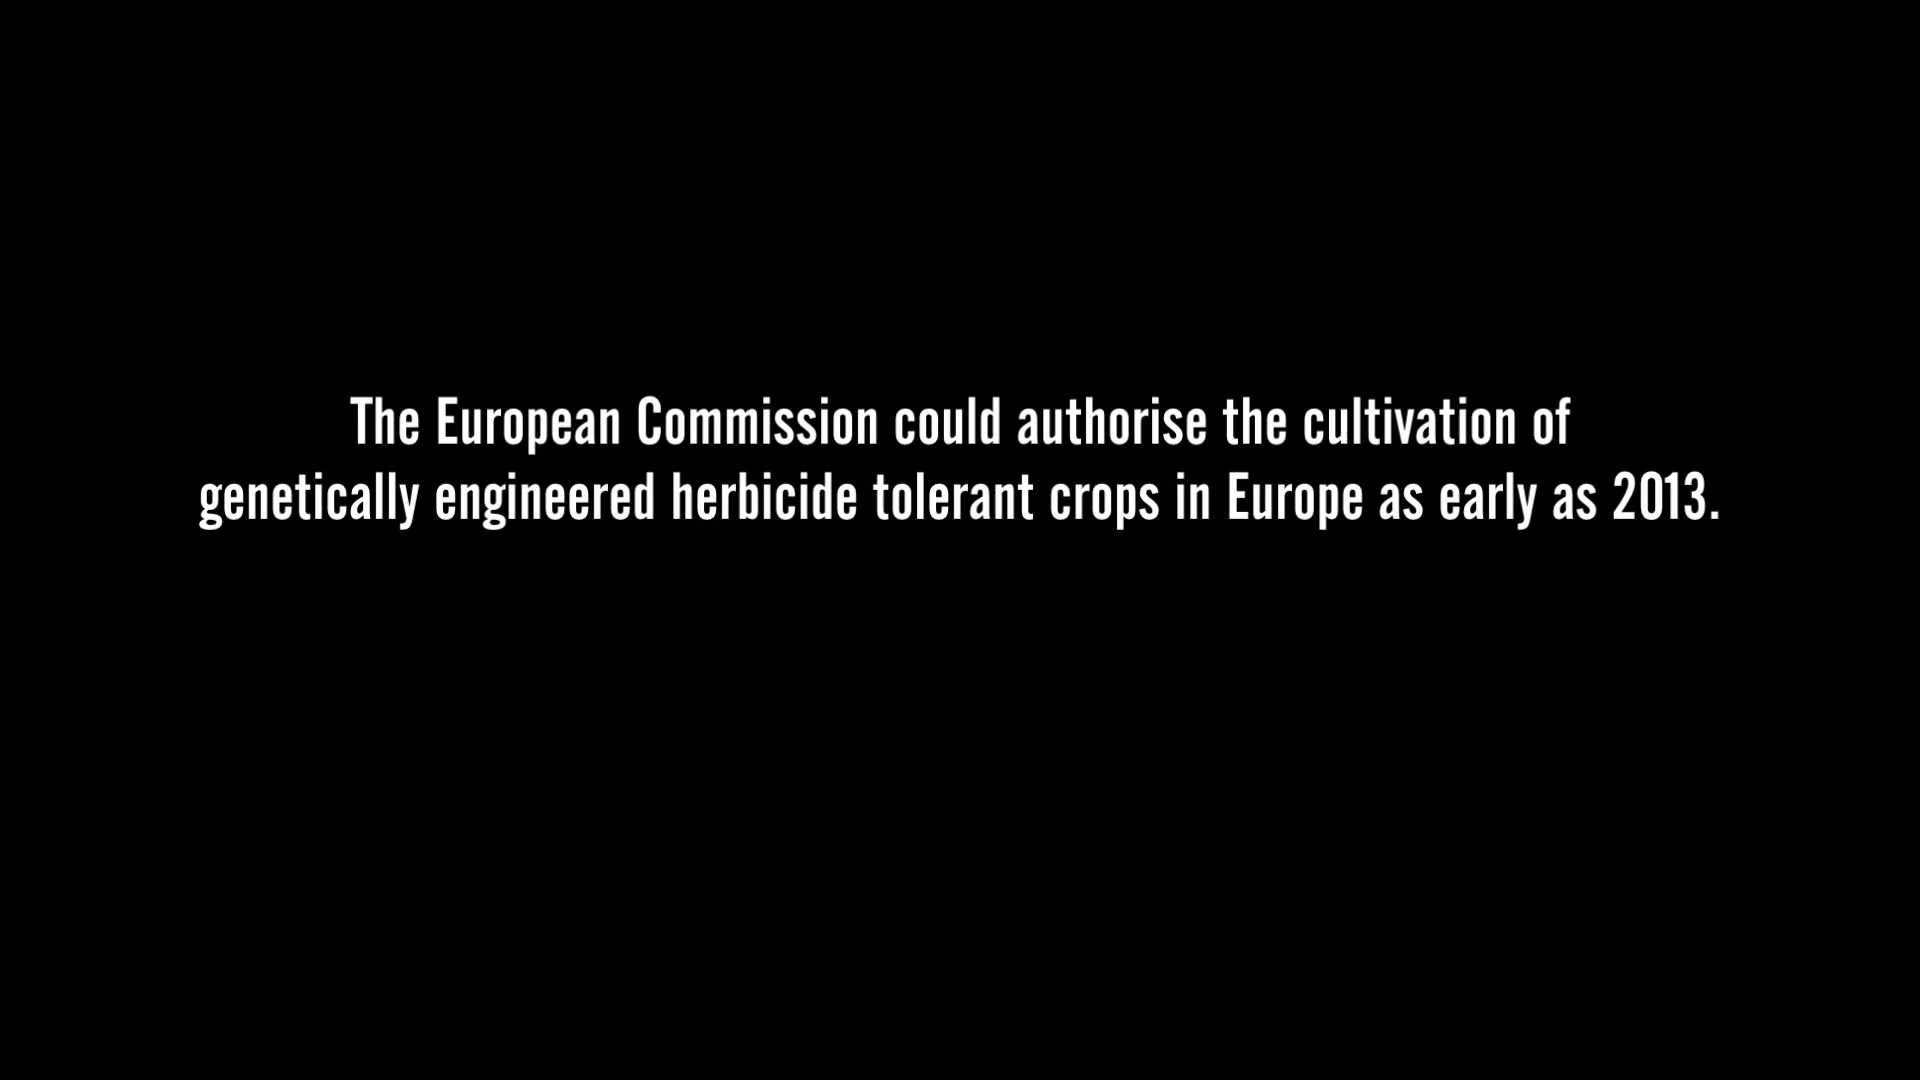 The European Commission could authorise the cultivation of
genetically engineered herbicide tolerant crops in Europe as early as 2013.